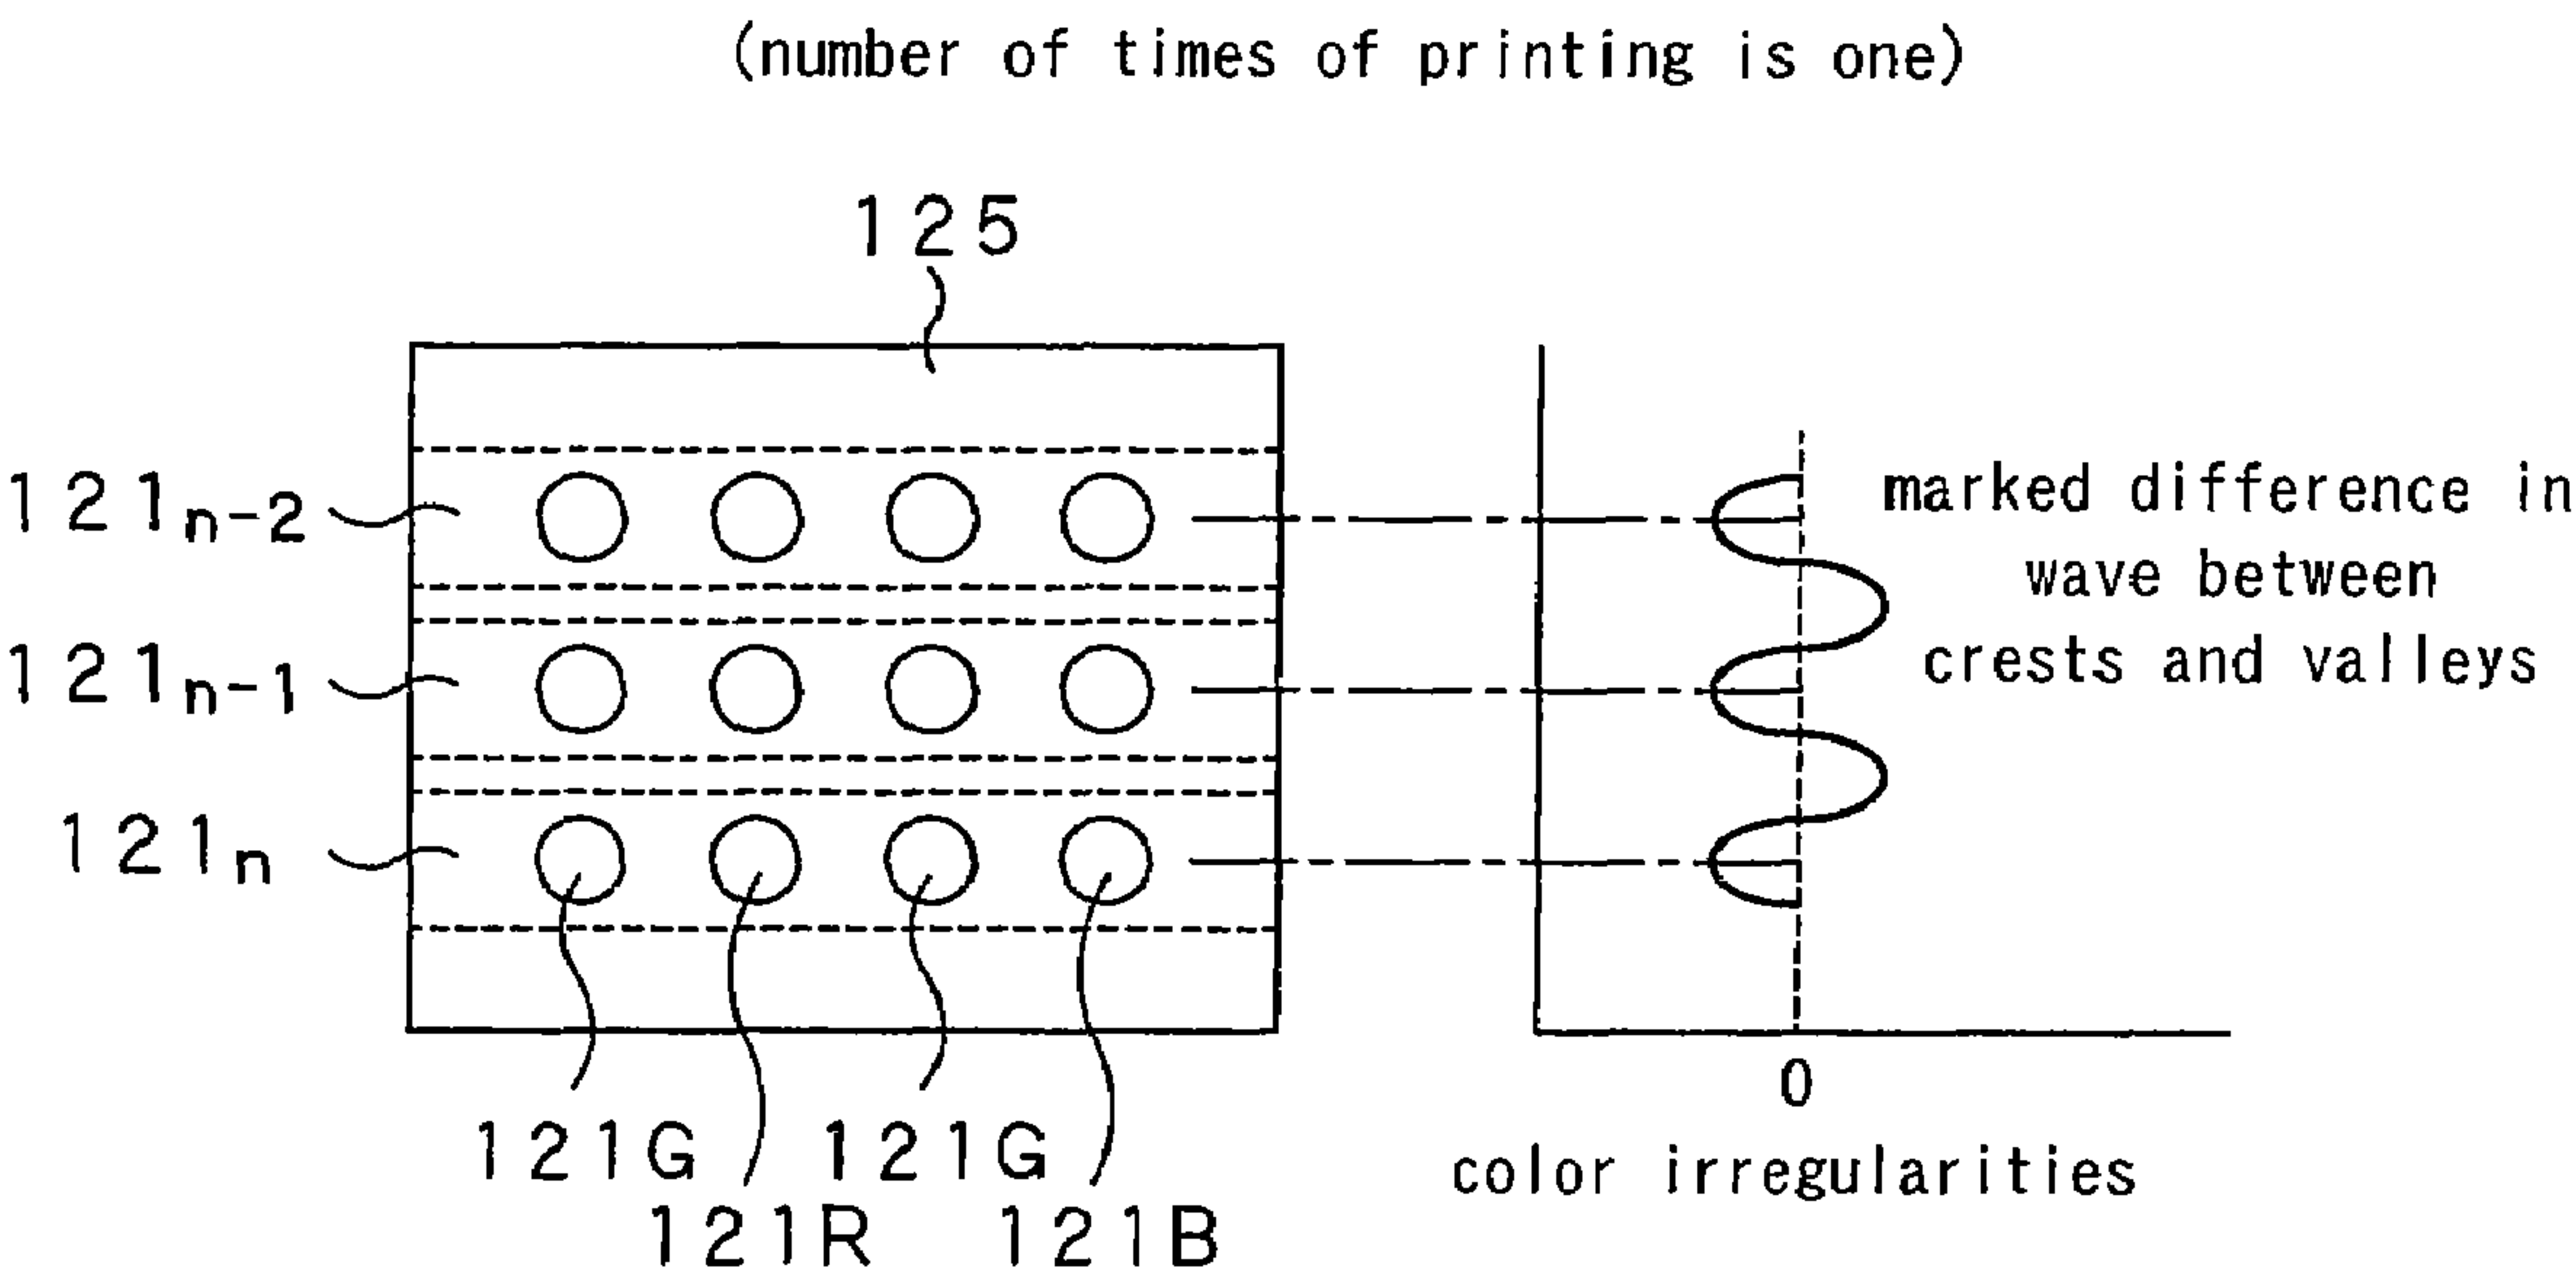 (number of times of printing is one)
125
121n-2
marked difference in
wave between
crests and valleys
121n-1
121n
0
121G 121G
121R 121B
color irregularities